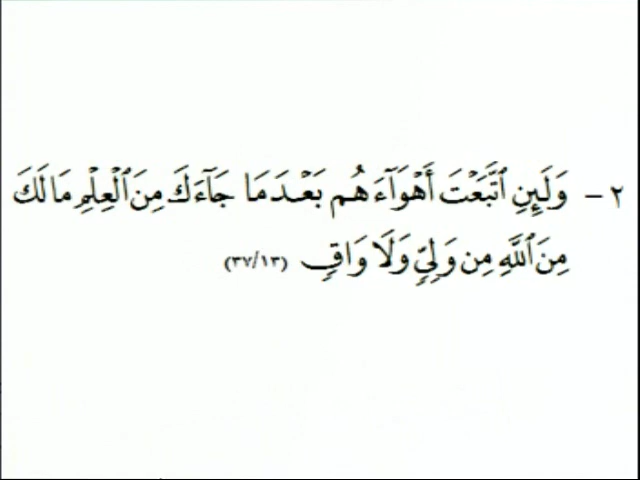 ٢- وَلَئِنِ ٱتَّبَعْتَ أَهْوَآءَهُم بَعْدَمَا جَآءَكَ مِنَ ٱلْعِلْمِ مَا لَكَ
مِنَ ٱللَّهِ مِن وَلِيٍّ وَلَا وَاقٍ (٣٧/١٣)